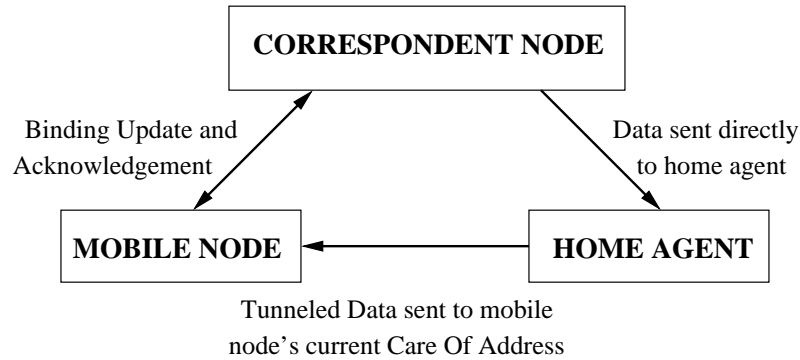 CORRESPONDENT NODE
Binding Update and
Acknowledgement
Data sent directly
to home agent
MOBILE NODE
HOME AGENT
Tunneled Data sent to mobile
node's current Care Of Address